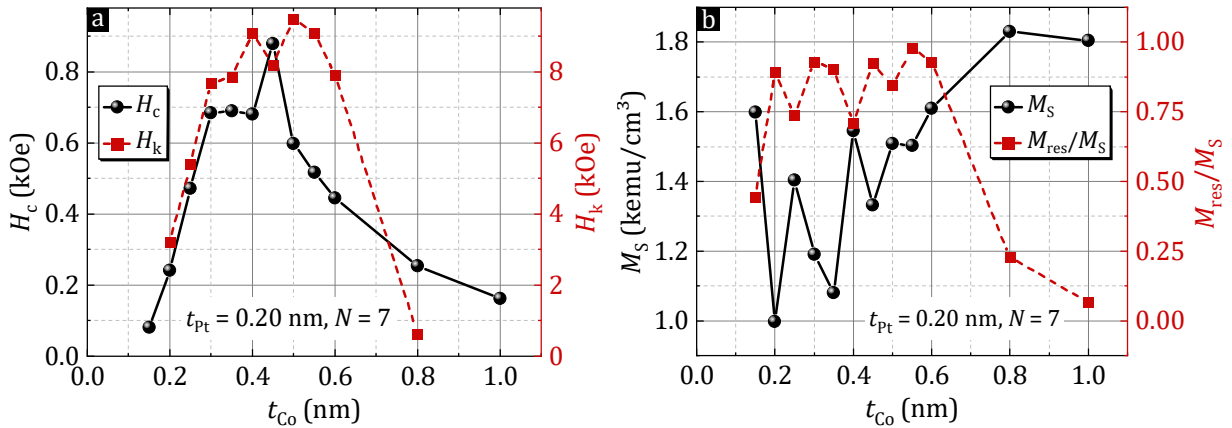 a
H_c (kOe)
0.8
0.6
0.4
0.2
0.0
H_c
H_k
t_Pt = 0.20 nm, N = 7
8
6
4
2
0
H_k (kOe)
0.0 0.2 0.4 0.6 0.8 1.0
t_Co (nm)
b
M_S (kemu/cm³)
1.8
1.6
1.4
1.2
1.0
M_S
M_res/M_S
t_Pt = 0.20 nm, N = 7
1.00
0.75
0.50
0.25
0.00
M_res/M_S
0.0 0.2 0.4 0.6 0.8 1.0
t_Co (nm)